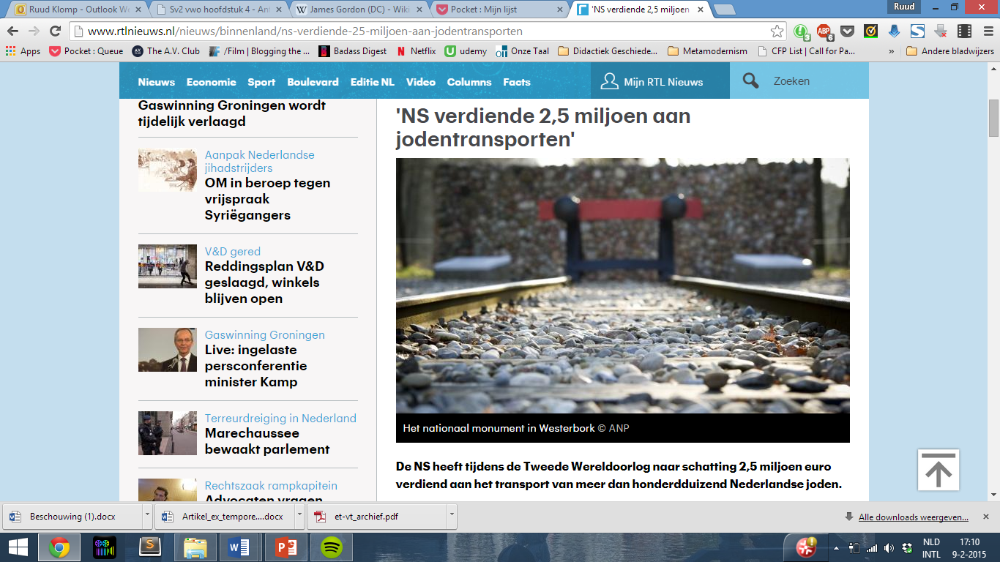 Ruud Klomp - Outlook We
Sv2 vwo hoofdstuk 4 - Ant
James Gordon (DC) - Wiki
Pocket : Mijn lijst
'NS verdiende 2,5 miljoen
Ruud
www.rtlnieuws.nl/nieuws/binnenland/ns-verdiende-25-miljoen-aan-jodentransporten
Apps
Pocket : Queue
The A.V. Club
/Film | Blogging the ...
Badass Digest
Netflix
udemy
Onze Taal
Didactiek Geschiede...
Metamodernism
CFP List | Call for Pa...
»
Andere bladwijzers
Nieuws
Economie
Sport
Boulevard
Editie NL
Video
Columns
Facts
Mijn RTL Nieuws
Zoeken
Gaswinning Groningen wordt
tijdelijk verlaagd
Aanpak Nederlandse
jihadstrijders
OM in beroep tegen
vrijspraak
Syriëgangers
V&D gered
Reddingsplan V&D
geslaagd, winkels
blijven open
Gaswinning Groningen
Live: ingelaste
persconferentie
minister Kamp
Terreurdreiging in Nederland
Marechaussee
bewaakt parlement
Rechtszaak rampkapitein
Advocaten vragen
'NS verdiende 2,5 miljoen aan
jodentransporten'
Het nationaal monument in Westerbork © ANP
De NS heeft tijdens de Tweede Wereldoorlog naar schatting 2,5 miljoen euro
verdiend aan het transport van meer dan honderdduizend Nederlandse joden.
Beschouwing (1).docx
Artikel_ex_tempore....docx
et-vt_archief.pdf
Alle downloads weergeven...
NLD
INTL
17:10
9-2-2015